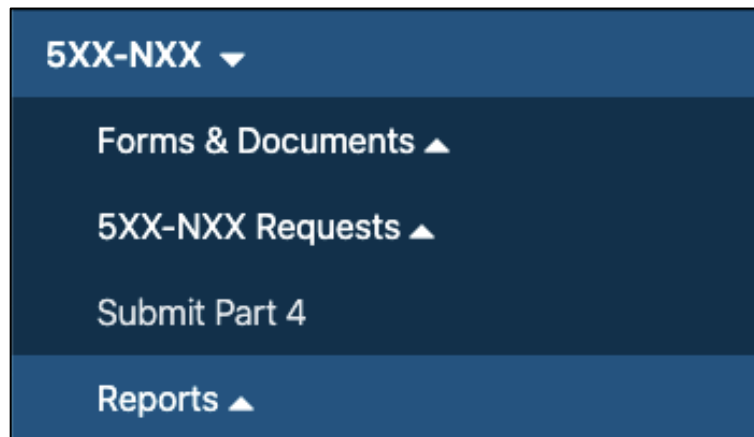 5XX-NXX
Forms & Documents
5XX-NXX Requests
Submit Part 4
Reports